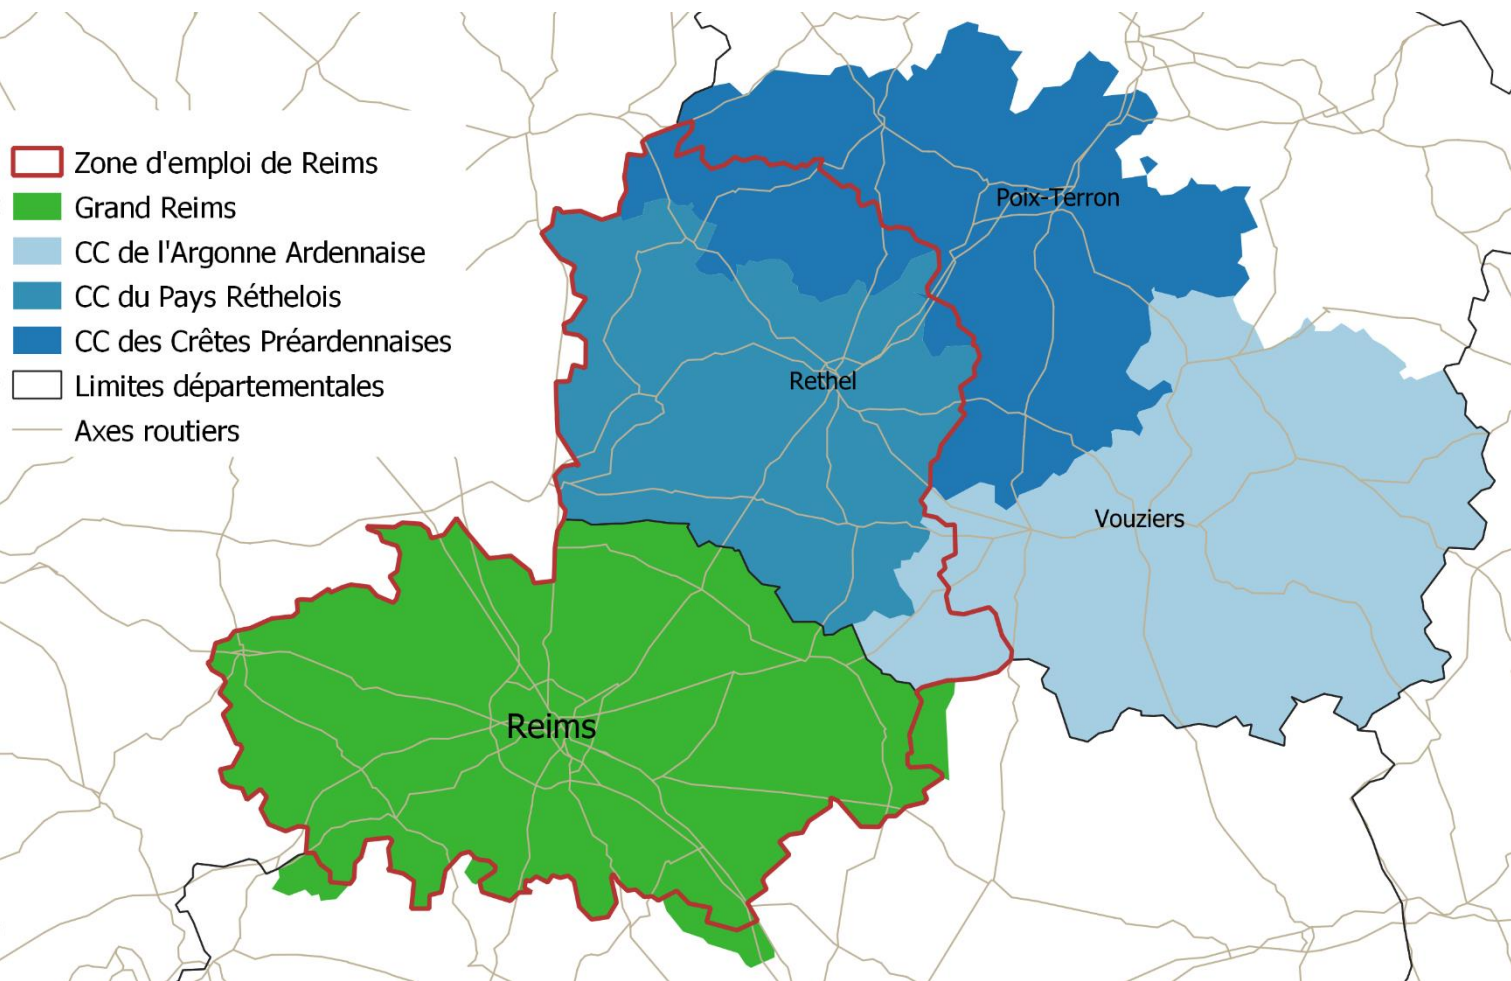 Zone d'emploi de Reims
Grand Reims
CC de l'Argonne Ardennaise
CC du Pays Réthelois
CC des Crêtes Préardennaises
Limites départementales
Axes routiers
Poix-Terron
Rethel
Vouziers
Reims